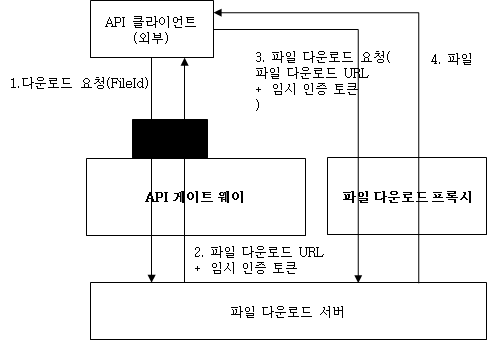 API 클라이언트
(외부)
1.다운로드 요청(FileId)
3. 파일 다운로드 요청(
파일 다운로드 URL
+ 임시 인증 토큰
)
4. 파일
API 게이트 웨이
파일 다운로드 프록시
2. 파일 다운로드 URL
+ 임시 인증 토큰
파일 다운로드 서버